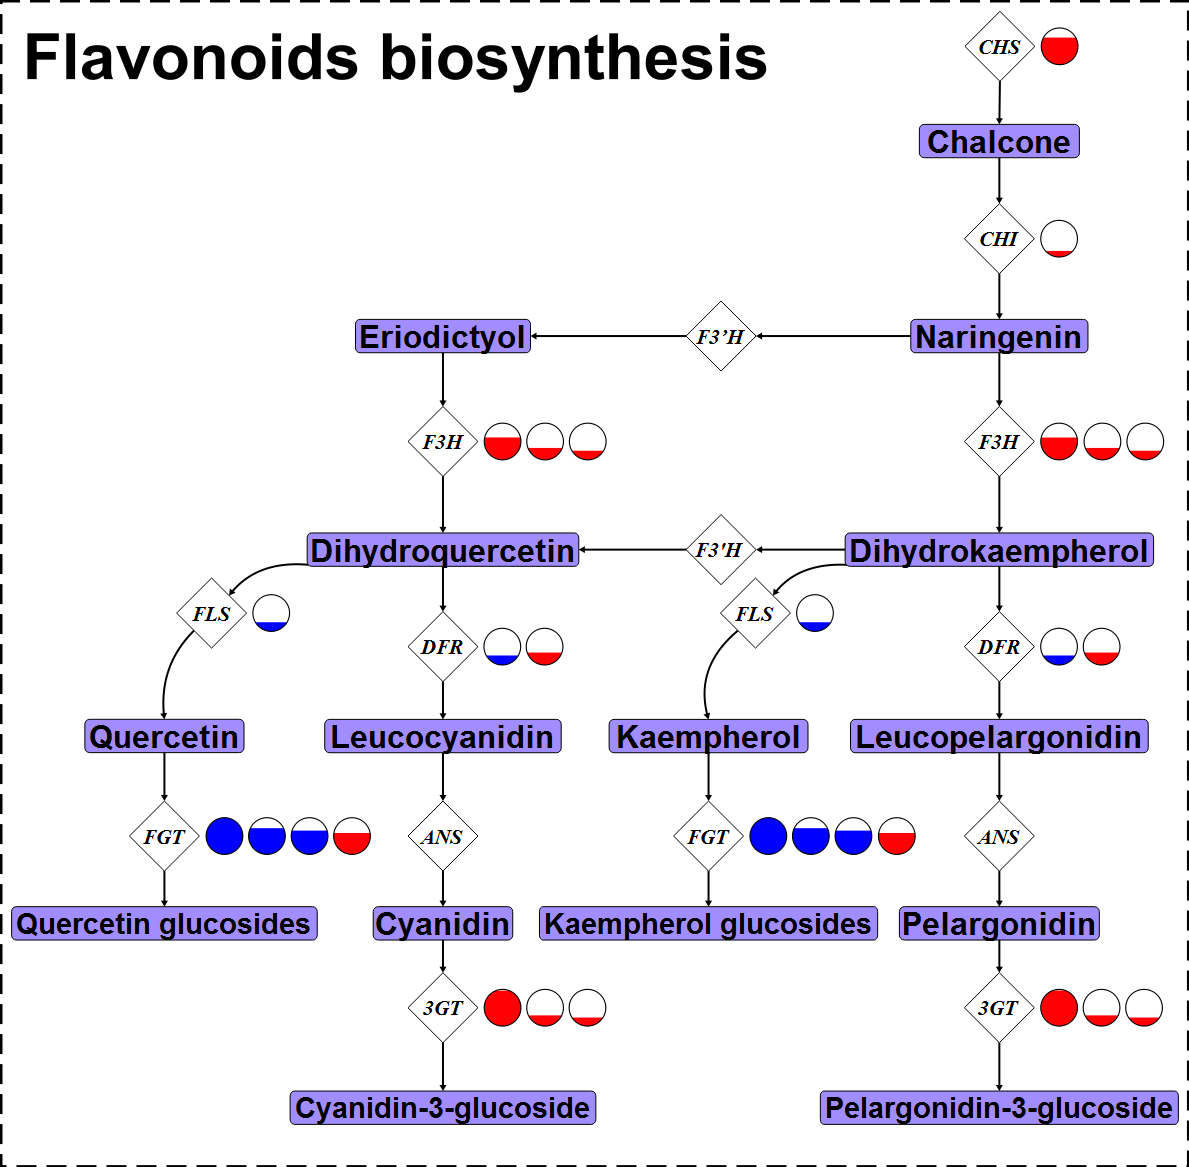 Flavonoids biosynthesis
CHS
Chalcone
CHI
Eriodictyol
F3’H
Naringenin
F3H
F3H
Dihydroquercetin
F3'H
Dihydrokaempherol
FLS
FLS
DFR
DFR
Quercetin
Leucocyanidin
Kaempherol
Leucopelargonidin
FGT
ANS
FGT
ANS
Quercetin glucosides
Cyanidin
Kaempherol glucosides
Pelargonidin
3GT
3GT
Cyanidin-3-glucoside
Pelargonidin-3-glucoside